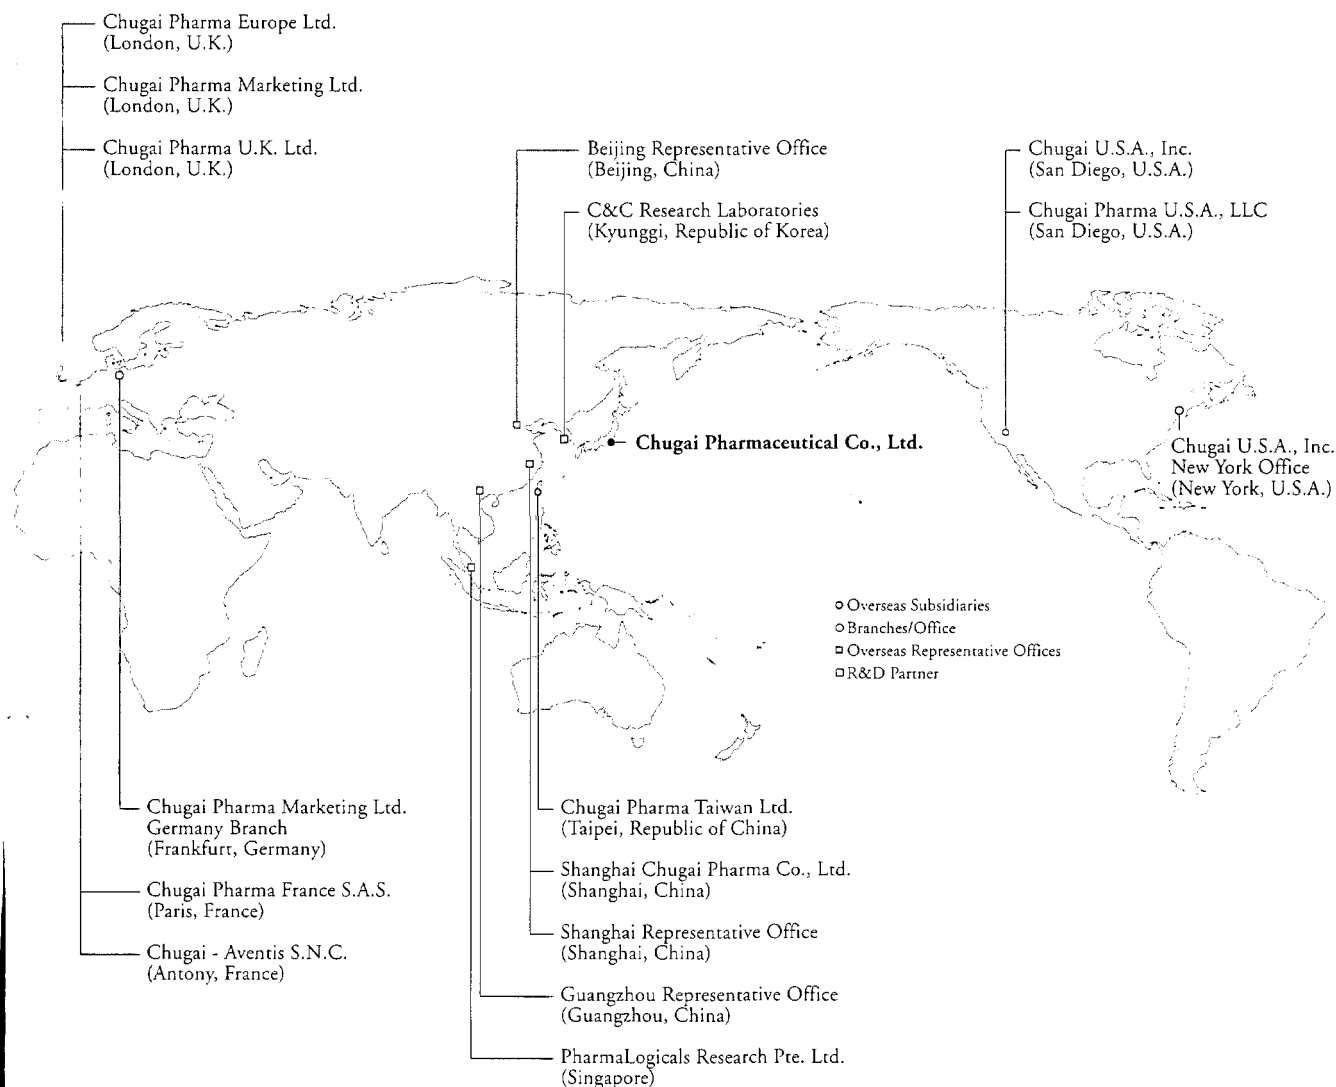 Chugai Pharma Europe Ltd.
(London, U.K.)
Chugai Pharma Marketing Ltd.
(London, U.K.)
Chugai Pharma U.K. Ltd.
(London, U.K.)
Beijing Representative Office
(Beijing, China)
C&C Research Laboratories
(Kyunggi, Republic of Korea)
Chugai U.S.A., Inc.
(San Diego, U.S.A.)
Chugai Pharma U.S.A., LLC
(San Diego, U.S.A.)
Chugai Pharmaceutical Co., Ltd.
Chugai U.S.A., Inc.
New York Office
(New York, U.S.A.)
Overseas Subsidiaries
Branches/Office
Overseas Representative Offices
R&D Partner
Chugai Pharma Marketing Ltd.
Germany Branch
(Frankfurt, Germany)
Chugai Pharma France S.A.S.
(Paris, France)
Chugai - Aventis S.N.C.
(Antony, France)
Chugai Pharma Taiwan Ltd.
(Taipei, Republic of China)
Shanghai Chugai Pharma Co., Ltd.
(Shanghai, China)
Shanghai Representative Office
(Shanghai, China)
Guangzhou Representative Office
(Guangzhou, China)
PharmaLogicals Research Pte. Ltd.
(Singapore)